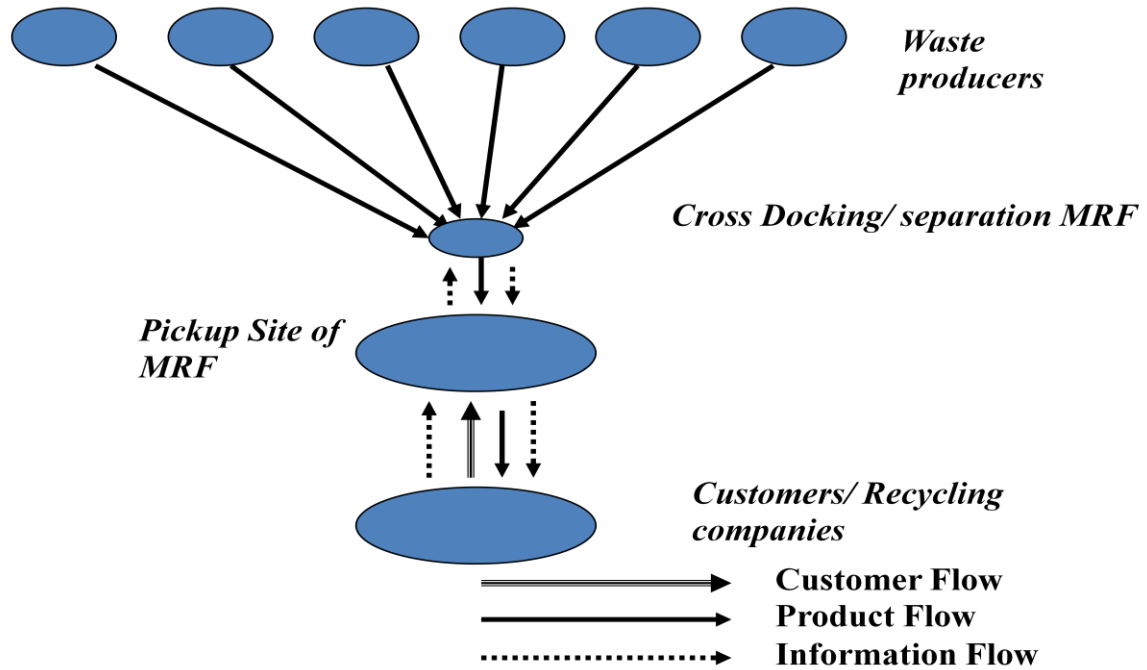 Waste
producers
Cross Docking/ separation MRF
Pickup Site of
MRF
Customers/ Recycling
companies
Customer Flow
Product Flow
Information Flow